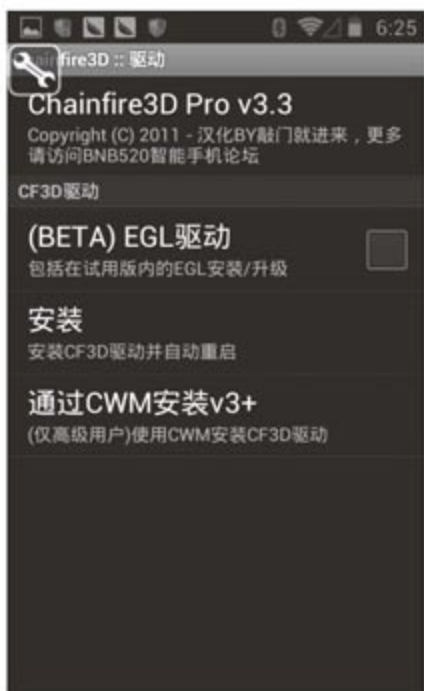 6:25
fire3D :: 驱动
Chainfire3D Pro v3.3
Copyright (C) 2011 - 汉化BY敲门就进来，更多
请访问BNB520智能手机论坛
CF3D驱动
(BETA) EGL驱动
包括在试用版内的EGL安装/升级
安装
安装CF3D驱动并自动重启
通过CWM安装v3+
(仅高级用户)使用CWM安装CF3D驱动